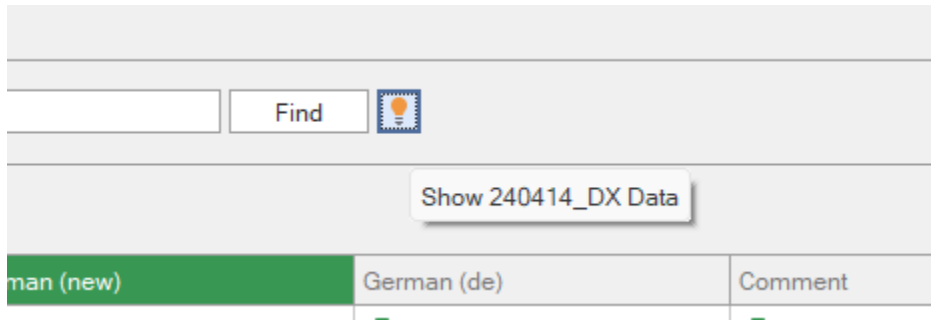 Find
Show 240414_DX Data
man (new)
German (de)
Comment